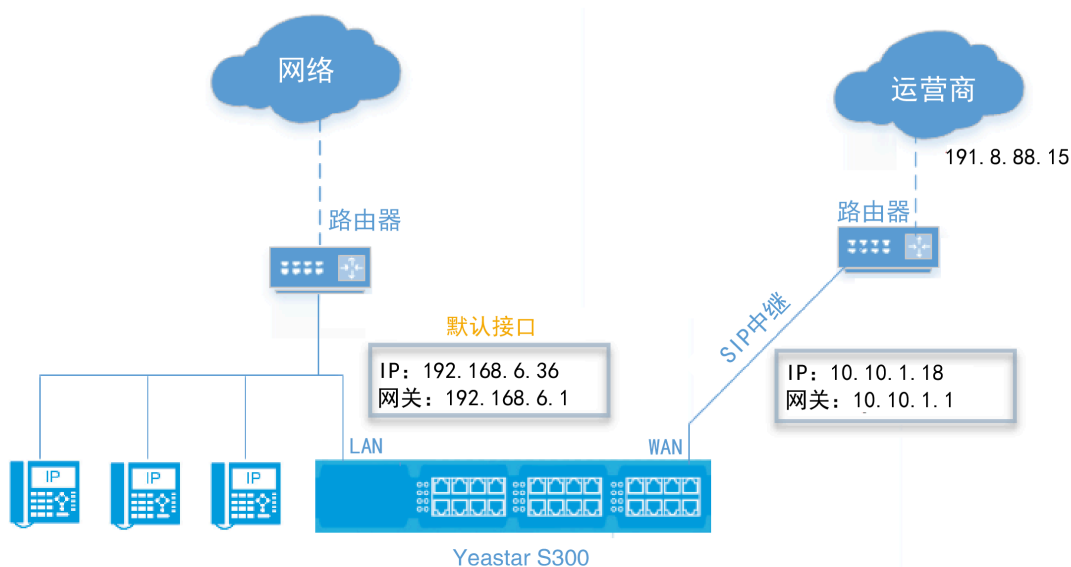 网络
运营商
191.8.88.15
路由器
路由器
默认接口
SIP中继
IP：192.168.6.36
网关：192.168.6.1
IP：10.10.1.18
网关：10.10.1.1
LAN
WAN
IP
IP
IP
Yeastar S300